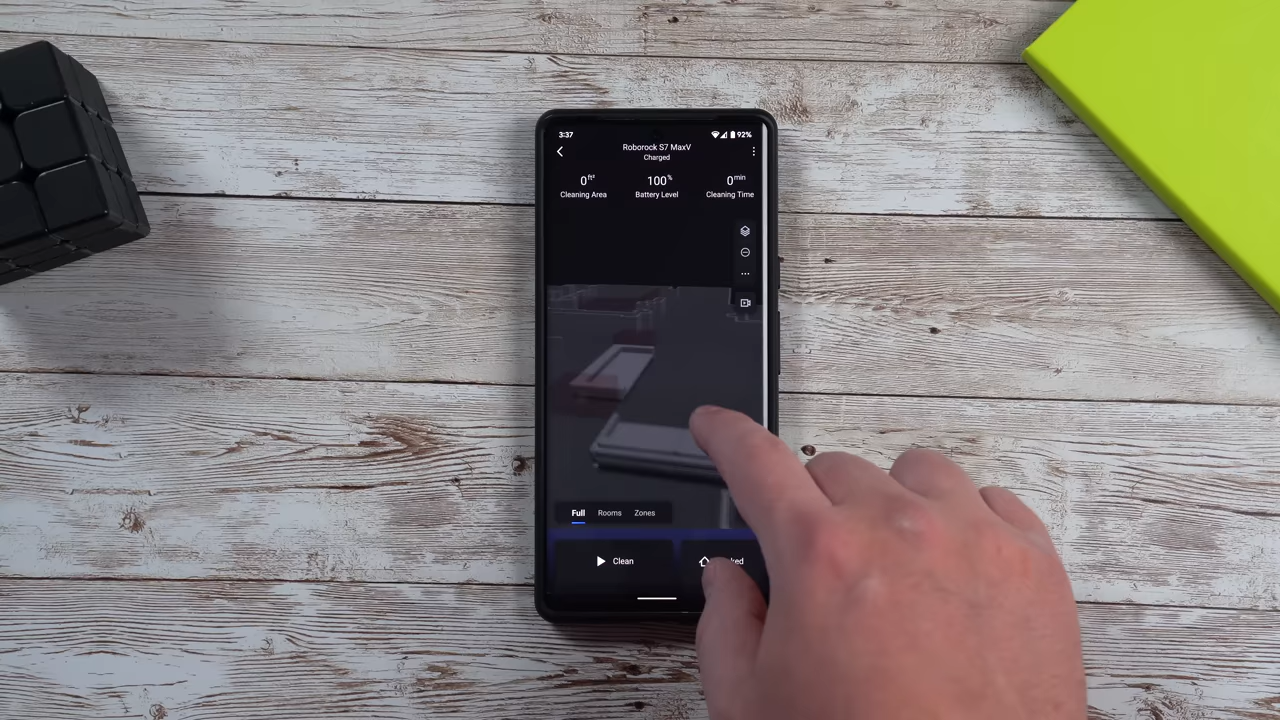 3:37 92%
Roborock S7 MaxV
Charged
0ft² 100% 0min
Cleaning Area Battery Level Cleaning Time
Full Rooms Zones
Clean